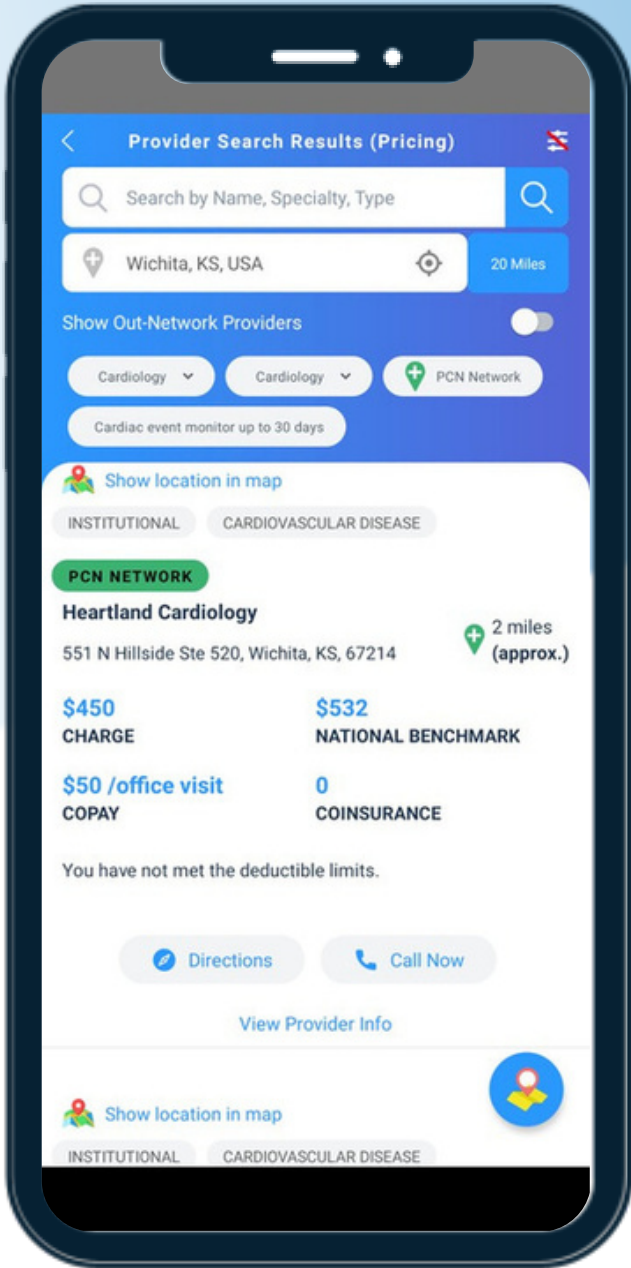 Provider Search Results (Pricing)
Search by Name, Specialty, Type
Wichita, KS, USA
20 Miles
Show Out-Network Providers
Cardiology
Cardiology
PCN Network
Cardiac event monitor up to 30 days
Show location in map
INSTITUTIONAL
CARDIOVASCULAR DISEASE
PCN NETWORK
Heartland Cardiology
551 N Hillside Ste 520, Wichita, KS, 67214
2 miles
(approx.)
$450
CHARGE
$532
NATIONAL BENCHMARK
$50 /office visit
COPAY
0
COINSURANCE
You have not met the deductible limits.
Directions
Call Now
View Provider Info
Show location in map
INSTITUTIONAL
CARDIOVASCULAR DISEASE